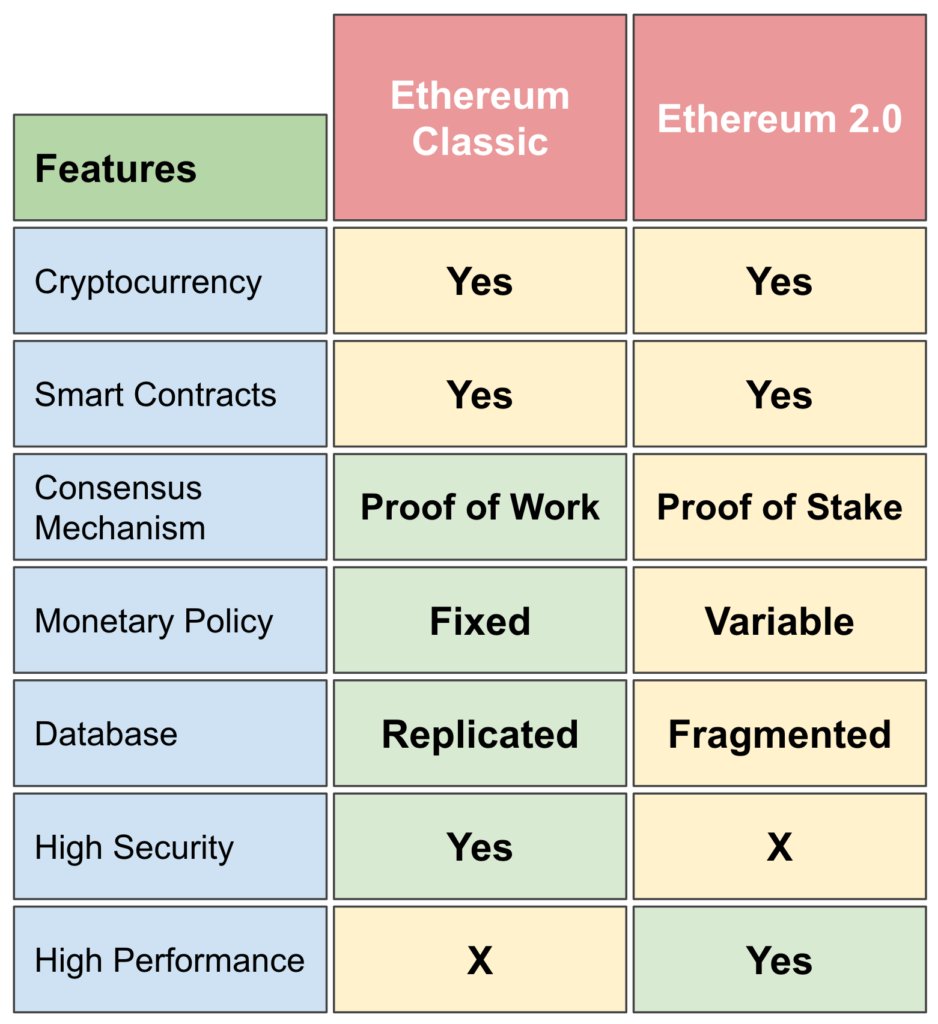 Ethereum
Classic
Ethereum 2.0
Features
Cryptocurrency
Yes
Yes
Smart Contracts
Yes
Yes
Consensus
Mechanism
Proof of Work
Proof of Stake
Monetary Policy
Fixed
Variable
Database
Replicated
Fragmented
High Security
Yes
X
High Performance
X
Yes